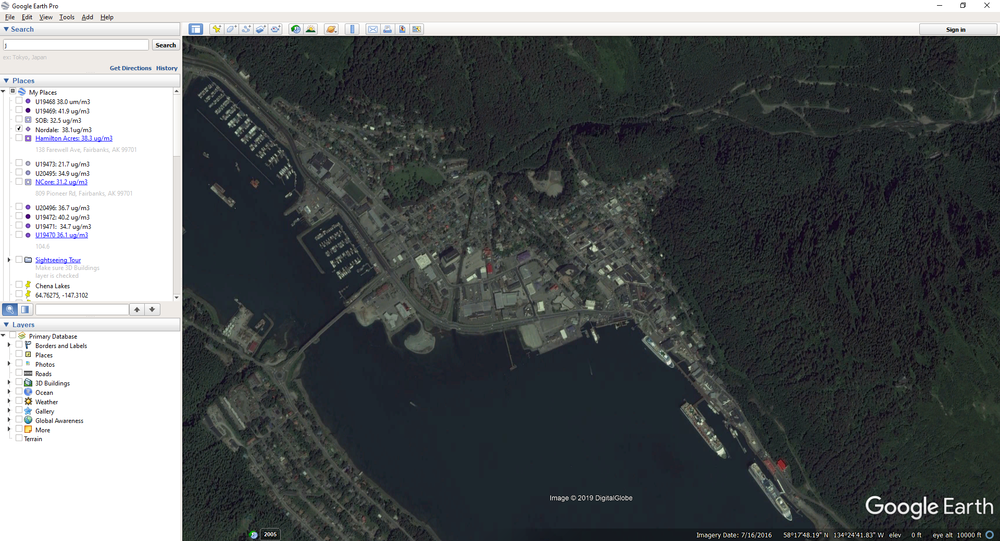 Google Earth Pro
File Edit View Tools Add Help
Search
j
Search
ex: Tokyo, Japan
Get Directions History
Places
My Places
U19468 38.0 um/m3
U19469: 41.9 ug/m3
SOB: 32.5 ug/m3
Nordale:  38.1ug/m3
Hamilton Acres: 38.3 ug/m3
138 Farewell Ave, Fairbanks, AK 99701
U19473: 21.7 ug/m3
U20495: 34.9 ug/m3
NCore: 31.2 ug/m3
809 Pioneer Rd, Fairbanks, AK 99701
U20496: 36.7 ug/m3
U19472: 40.2 ug/m3
U19471:  34.7 ug/m3
U19470 36.1 ug/m3
104.6
Sightseeing Tour
Make sure 3D Buildings
layer is checked
Chena Lakes
64.76275, -147.3102
Layers
Primary Database
Borders and Labels
Places
Photos
Roads
3D Buildings
Ocean
Weather
Gallery
Global Awareness
More
Terrain
Sign in
Image © 2019 DigitalGlobe
Google Earth
2005
Imagery Date: 7/16/2016 58°17'48.19" N 134°24'41.83" W elev 0 ft eye alt 10000 ft